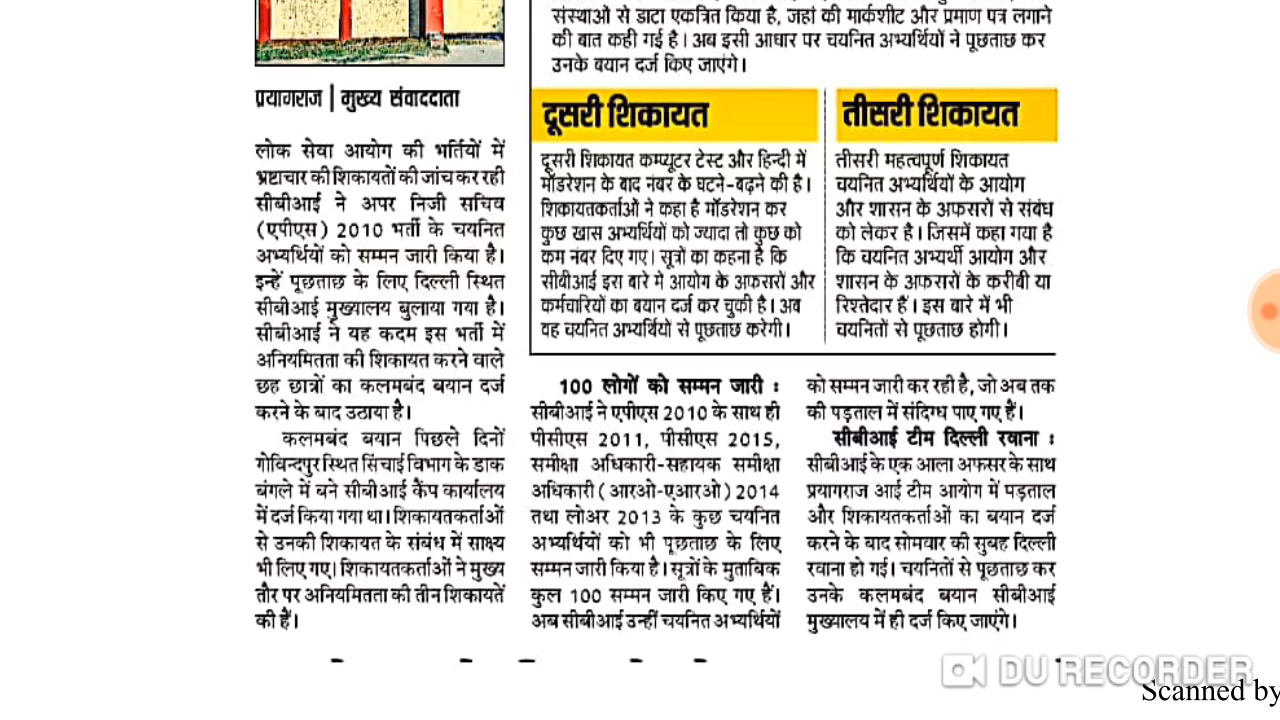 संस्थाओं से डाटा एकत्रित किया है, जहां की मार्कशीट और प्रमाण पत्र लगाने
की बात कही गई है। अब इसी आधार पर चयनित अभ्यर्थियों ने पूछताछ कर
उनके बयान दर्ज किए जाएंगे।
प्रयागराज | मुख्य संवाददाता
लोक सेवा आयोग की भर्तियों में
भ्रष्टाचार की शिकायतों की जांच कर रही
सीबीआई ने अपर निजी सचिव
(एपीएस) 2010 भर्ती के चयनित
अभ्यर्थियों को सम्मन जारी किया है।
इन्हें पूछताछ के लिए दिल्ली स्थित
सीबीआई मुख्यालय बुलाया गया है।
सीबीआई ने यह कदम इस भर्ती में
अनियमितता की शिकायत करने वाले
छह छात्रों का कलमबंद बयान दर्ज
करने के बाद उठाया है।
कलमबंद बयान पिछले दिनों
गोविन्दपुर स्थित सिंचाई विभाग के डाक
बंगले में बने सीबीआई कैंप कार्यालय
में दर्ज किया गया था। शिकायतकर्ताओं
से उनकी शिकायत के संबंध में साक्ष्य
भी लिए गए। शिकायतकर्ताओं ने मुख्य
तौर पर अनियमितता की तीन शिकायतें
की हैं।
दूसरी शिकायत
दूसरी शिकायत कम्प्यूटर टेस्ट और हिन्दी में
मॉडरेशन के बाद नंबर के घटने-बढ़ने की है।
शिकायतकर्ताओं ने कहा है मॉडरेशन कर
कुछ खास अभ्यर्थियों को ज्यादा तो कुछ को
कम नंबर दिए गए। सूत्रों का कहना है कि
सीबीआई इस बारे मे आयोग के अफसरों और
कर्मचारियों का बयान दर्ज कर चुकी है। अब
वह चयनित अभ्यर्थियों से पूछताछ करेगी।
तीसरी शिकायत
तीसरी महत्वपूर्ण शिकायत
चयनित अभ्यर्थियों के आयोग
और शासन के अफसरों से संबंध
को लेकर है। जिसमें कहा गया है
कि चयनित अभ्यर्थी आयोग और
शासन के अफसरों के करीबी या
रिश्तेदार हैं। इस बारे में भी
चयनितों से पूछताछ होगी।
100 लोगों को सम्मन जारी :
सीबीआई ने एपीएस 2010 के साथ ही
पीसीएस 2011, पीसीएस 2015,
समीक्षा अधिकारी-सहायक समीक्षा
अधिकारी (आरओ-एआरओ) 2014
तथा लोअर 2013 के कुछ चयनित
अभ्यर्थियों को भी पूछताछ के लिए
सम्मन जारी किया है। सूत्रों के मुताबिक
कुल 100 सम्मन जारी किए गए हैं।
अब सीबीआई उन्हीं चयनित अभ्यर्थियों
को सम्मन जारी कर रही है, जो अब तक
की पड़ताल में संदिग्ध पाए गए हैं।
सीबीआई टीम दिल्ली रवाना :
सीबीआई के एक आला अफसर के साथ
प्रयागराज आई टीम आयोग में पड़ताल
और शिकायतकर्ताओं का बयान दर्ज
करने के बाद सोमवार की सुबह दिल्ली
रवाना हो गई। चयनितों से पूछताछ कर
उनके कलमबंद बयान सीबीआई
मुख्यालय में ही दर्ज किए जाएंगे।
DU RECORDER
Scanned by